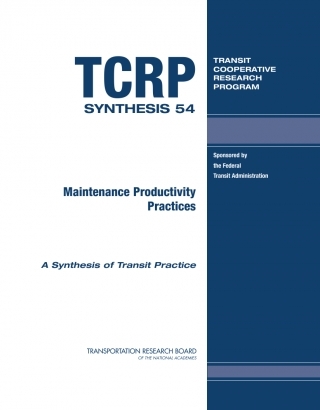 TCRP
SYNTHESIS 54
TRANSIT
COOPERATIVE
RESEARCH
PROGRAM
Sponsored by
the Federal
Transit Administration
Maintenance Productivity
Practices
A Synthesis of Transit Practice
TRANSPORTATION RESEARCH BOARD
OF THE NATIONAL ACADEMIES